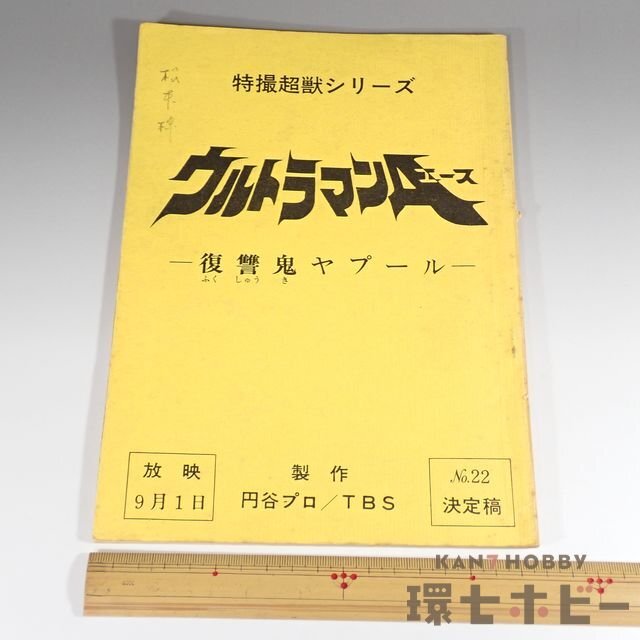 特撮超獣シリーズ
ウルトラマンA
エース
―復讐鬼ヤプール―
ふく しゅう き
放映
9月1日
製作
円谷プロ／TBS
No.22
決定稿
KAN7HOBBY
環七ホビー